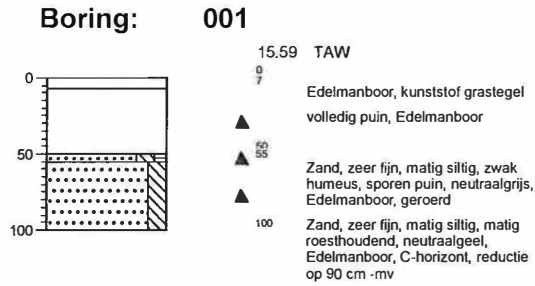 Boring: 001
15.59 TAW
0
7
0
Edelmanboor, kunststof grastegel
volledig puin, Edelmanboor
50
55
50
Zand, zeer fijn, matig siltig, zwak
humeus, sporen puin, neutraalgrijs,
Edelmanboor, geroerd
100
100
Zand, zeer fijn, matig siltig, matig
roesthoudend, neutraalgeel,
Edelmanboor, C-horizont, reductie
op 90 cm -mv